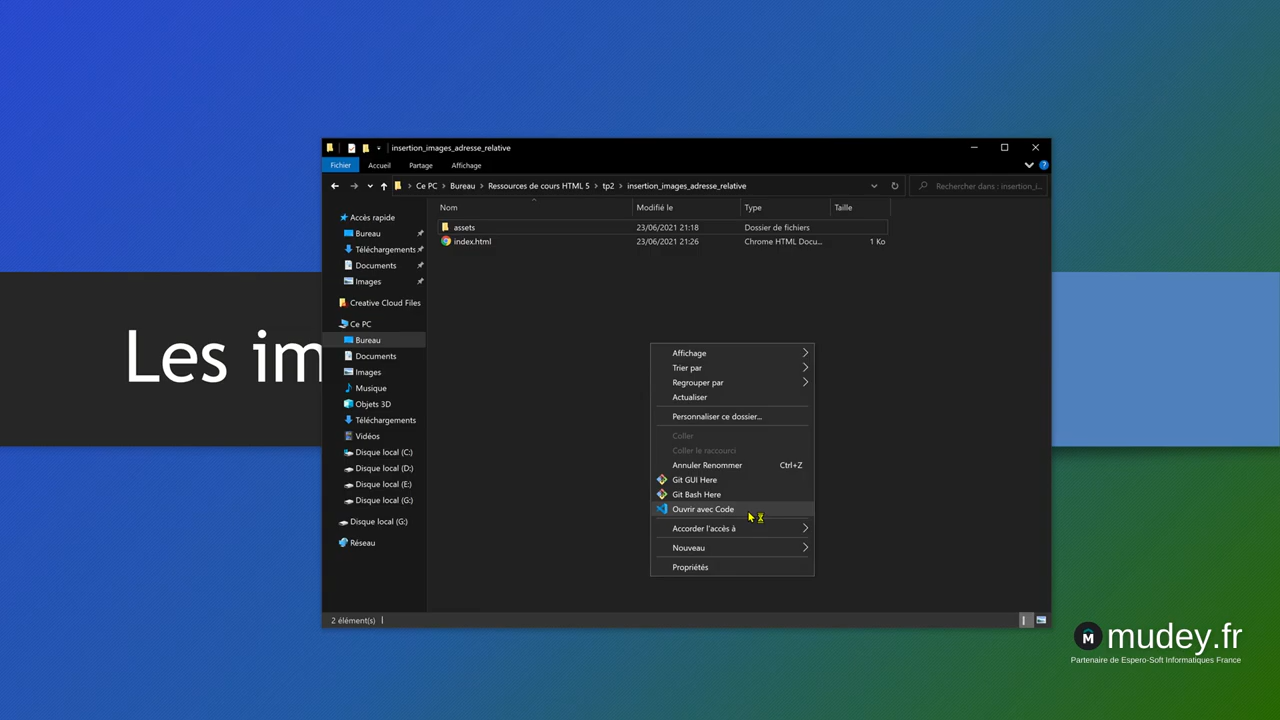 Les im
insertion_images_adresse_relative
Fichier
Accueil
Partage
Affichage
Ce PC
Bureau
Ressources de cours HTML 5
tp2
insertion_images_adresse_relative
Rechercher dans : insertion_i...
Nom
Modifié le
Type
Taille
assets
23/06/2021 21:18
Dossier de fichiers
index.html
23/06/2021 21:26
Chrome HTML Docu...
1 Ko
Accès rapide
Bureau
Téléchargements
Documents
Images
Creative Cloud Files
Ce PC
Bureau
Documents
Images
Musique
Objets 3D
Téléchargements
Vidéos
Disque local (C:)
Disque local (D:)
Disque local (E:)
Disque local (G:)
Disque local (G:)
Réseau
Affichage
Trier par
Regrouper par
Actualiser
Personnaliser ce dossier...
Coller
Coller le raccourci
Annuler Renommer Ctrl+Z
Git GUI Here
Git Bash Here
Ouvrir avec Code
Accorder l'accès à
Nouveau
Propriétés
2 élément(s)
mudey.fr
Partenaire de Espero-Soft Informatiques France